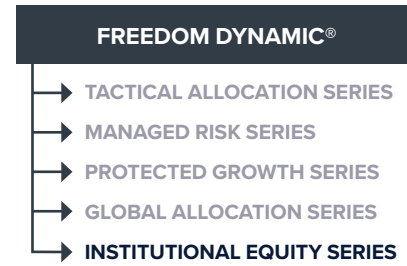 FREEDOM DYNAMIC®
TACTICAL ALLOCATION SERIES
MANAGED RISK SERIES
PROTECTED GROWTH SERIES
GLOBAL ALLOCATION SERIES
INSTITUTIONAL EQUITY SERIES